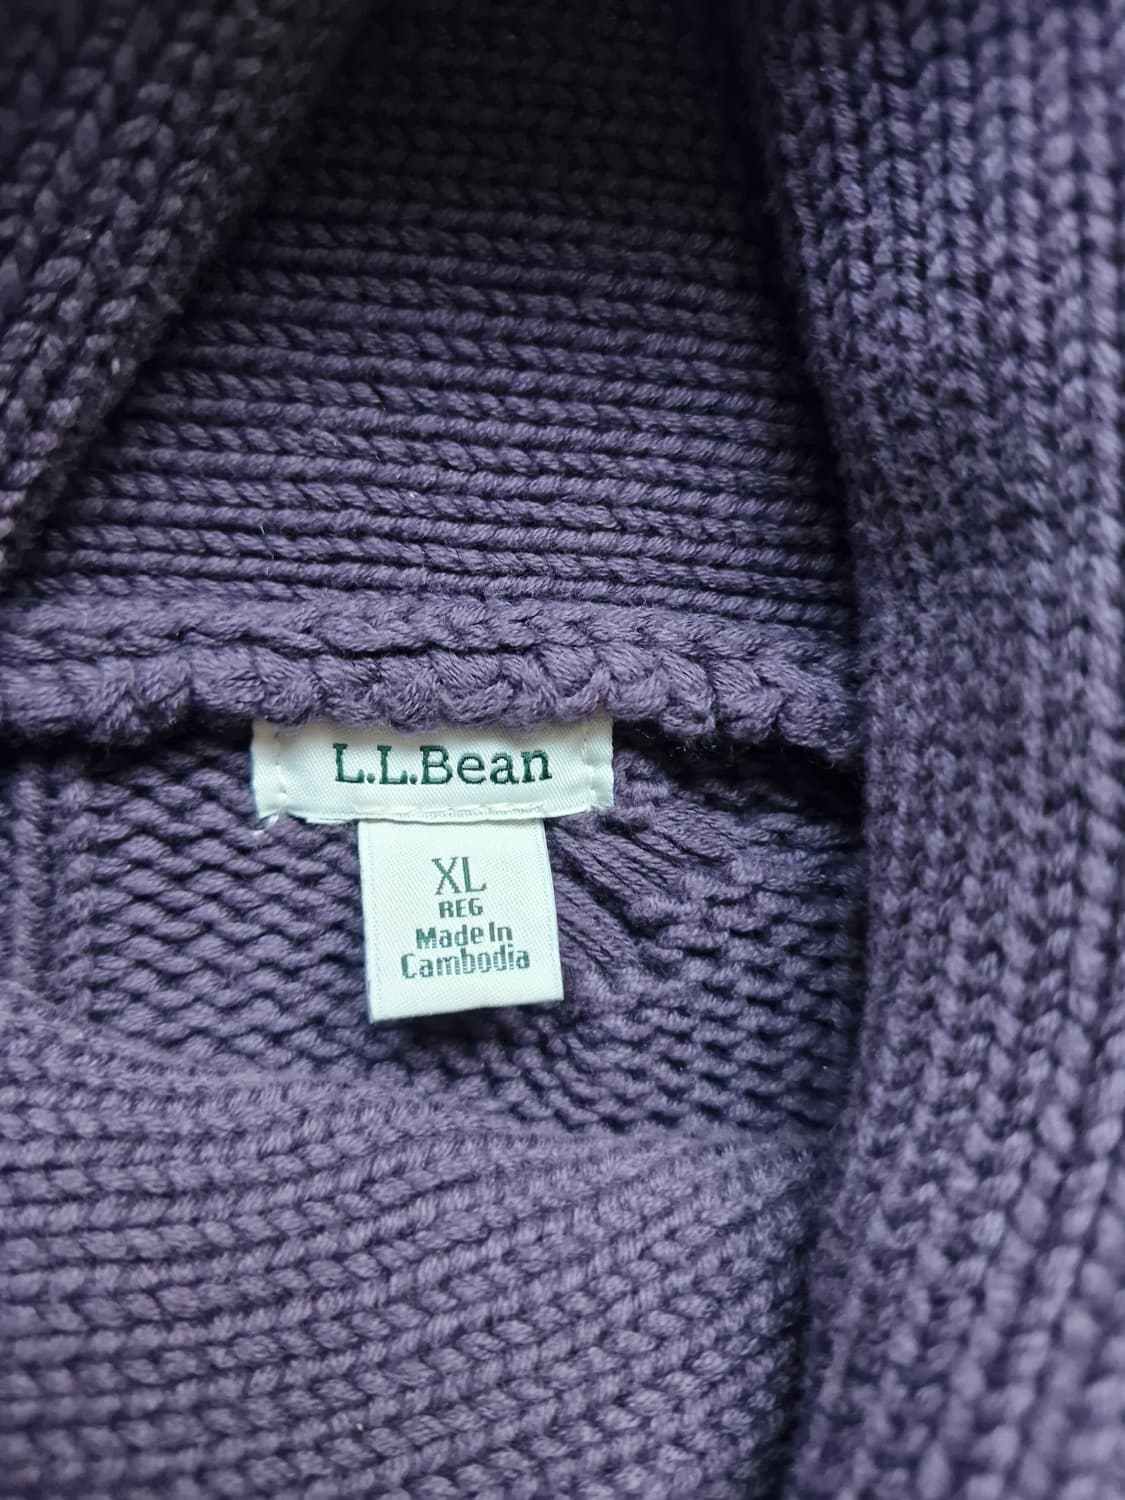 L.L.Bean
XL
REG
Made In
Cambodia